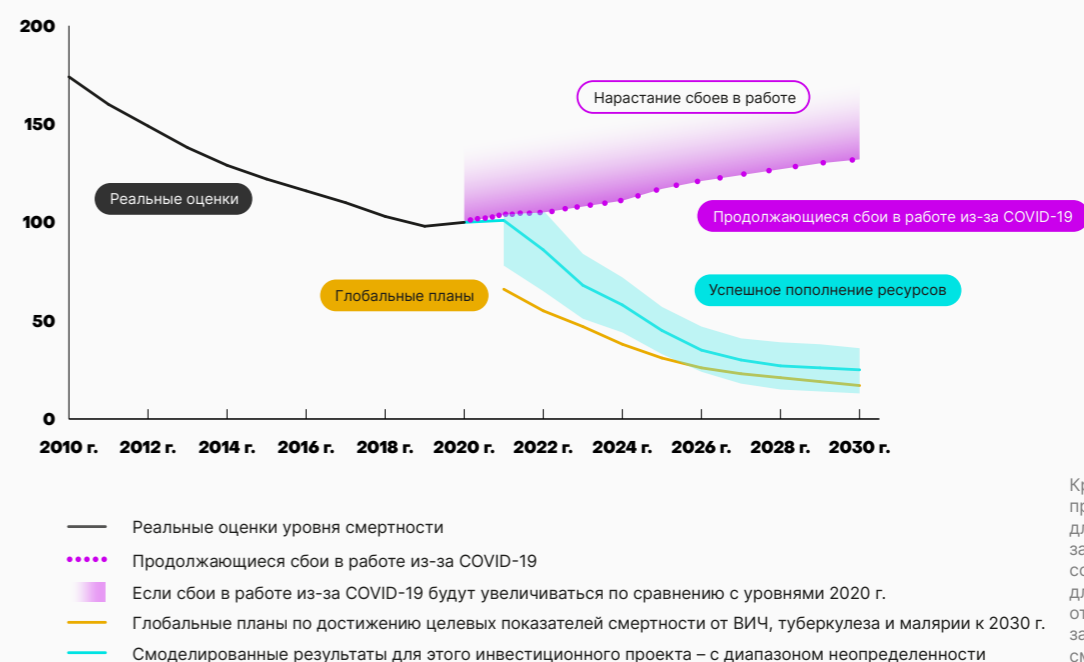 200
150
100
50
0
Нарастание сбоев в работе
Реальные оценки
Продолжающиеся сбои в работе из-за COVID-19
Глобальные планы
Успешное пополнение ресурсов
2010 г. 2012 г. 2014 г. 2016 г. 2018 г. 2020 г. 2022 г. 2024 г. 2026 г. 2028 г. 2030 г.
Реальные оценки уровня смертности
Продолжающиеся сбои в работе из-за COVID-19
Если сбои в работе из-за COVID-19 будут увеличиваться по сравнению с уровнями 2020 г.
Глобальные планы по достижению целевых показателей смертности от ВИЧ, туберкулеза и малярии к 2030 г.
Смоделированные результаты для этого инвестиционного проекта – с диапазоном неопределенности